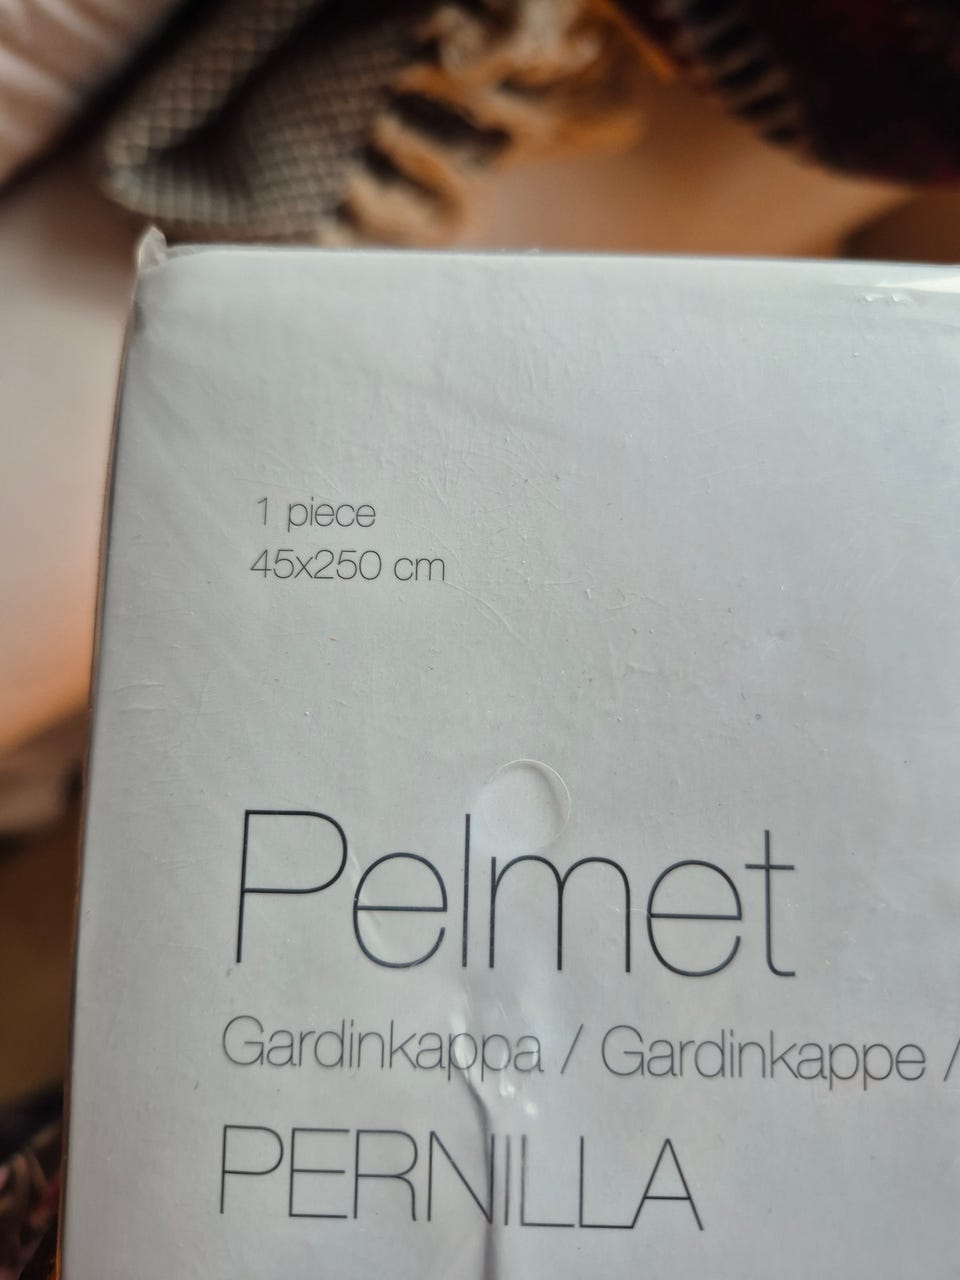 1 piece
45x250 cm
Pelmet
Gardinkappa / Gardinkappe /
PERNILLA